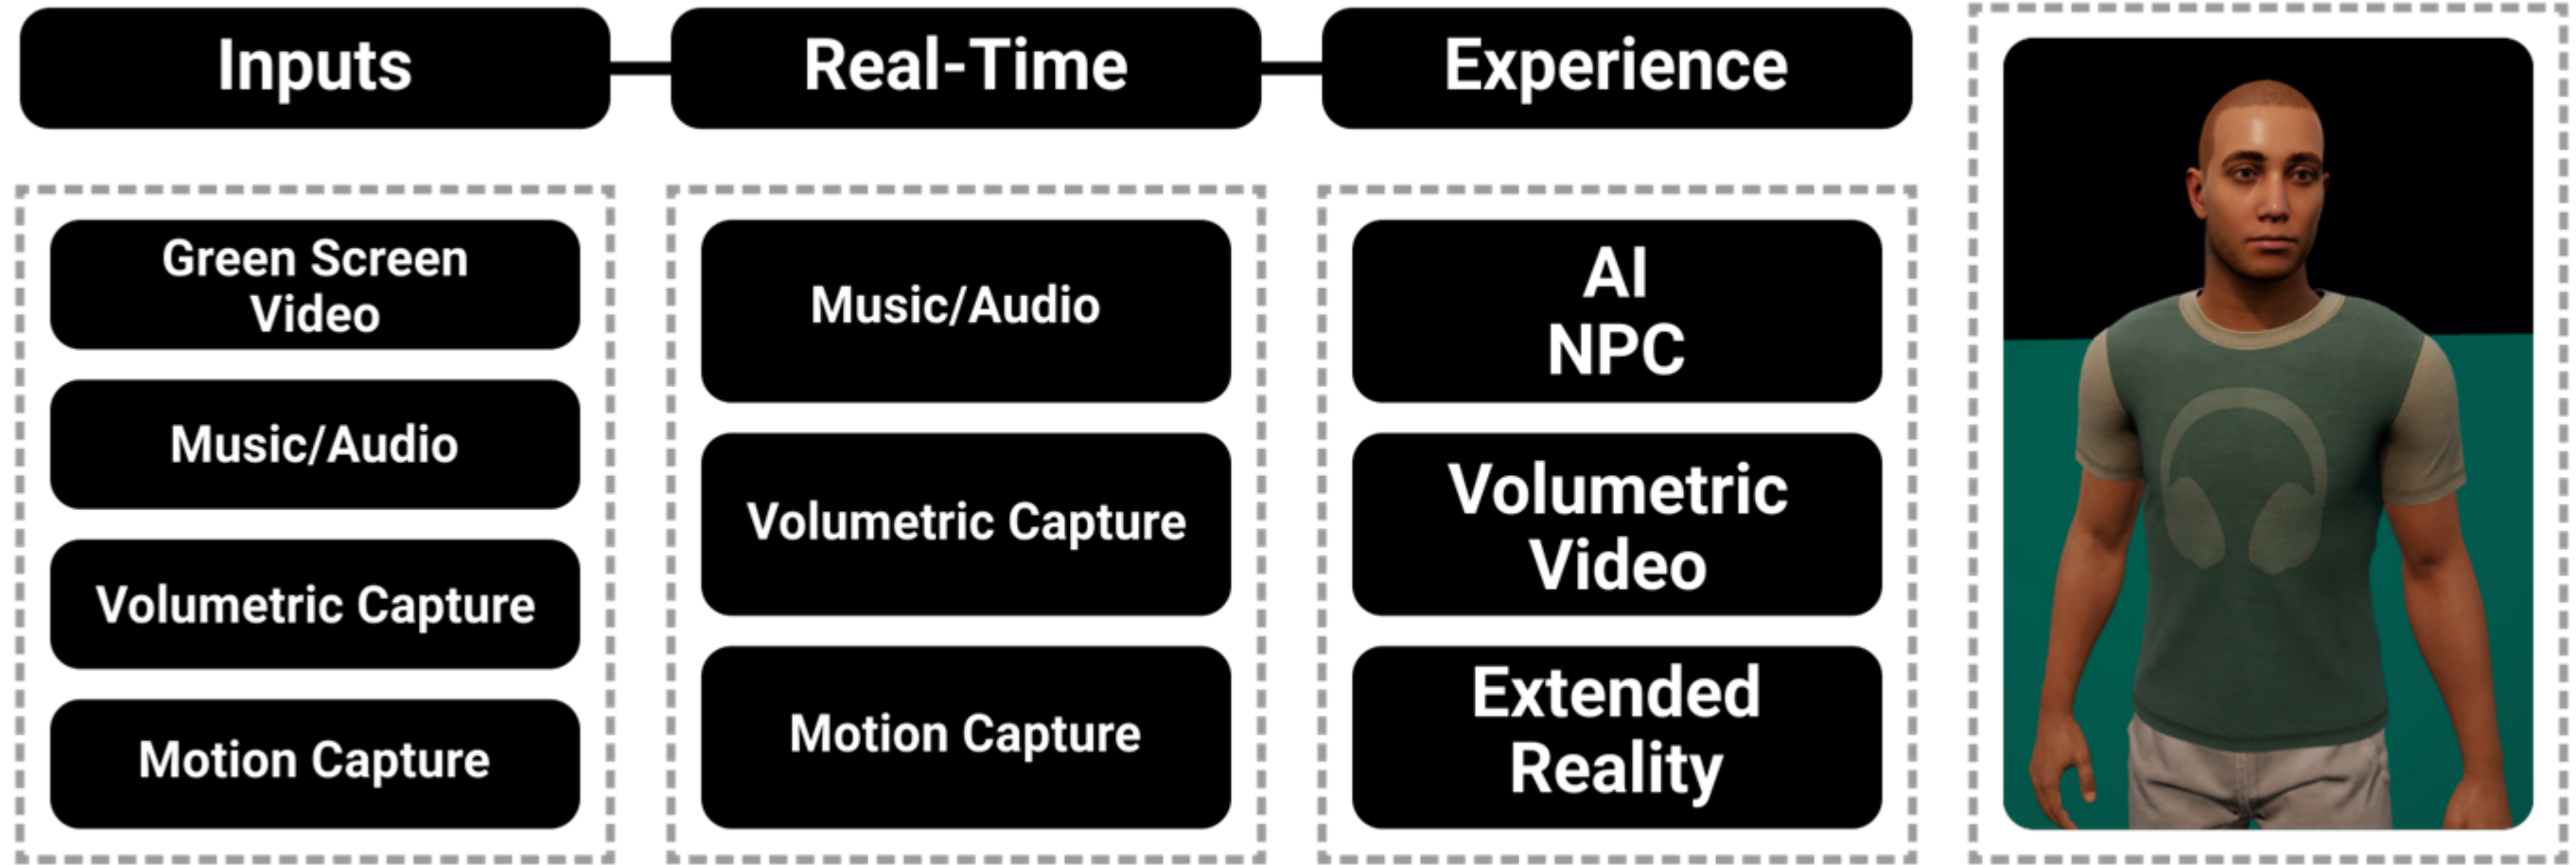 Inputs
Real-Time
Experience
Green Screen
Video
Music/Audio
Volumetric Capture
Motion Capture
Music/Audio
Volumetric Capture
Motion Capture
AI
NPC
Volumetric
Video
Extended
Reality